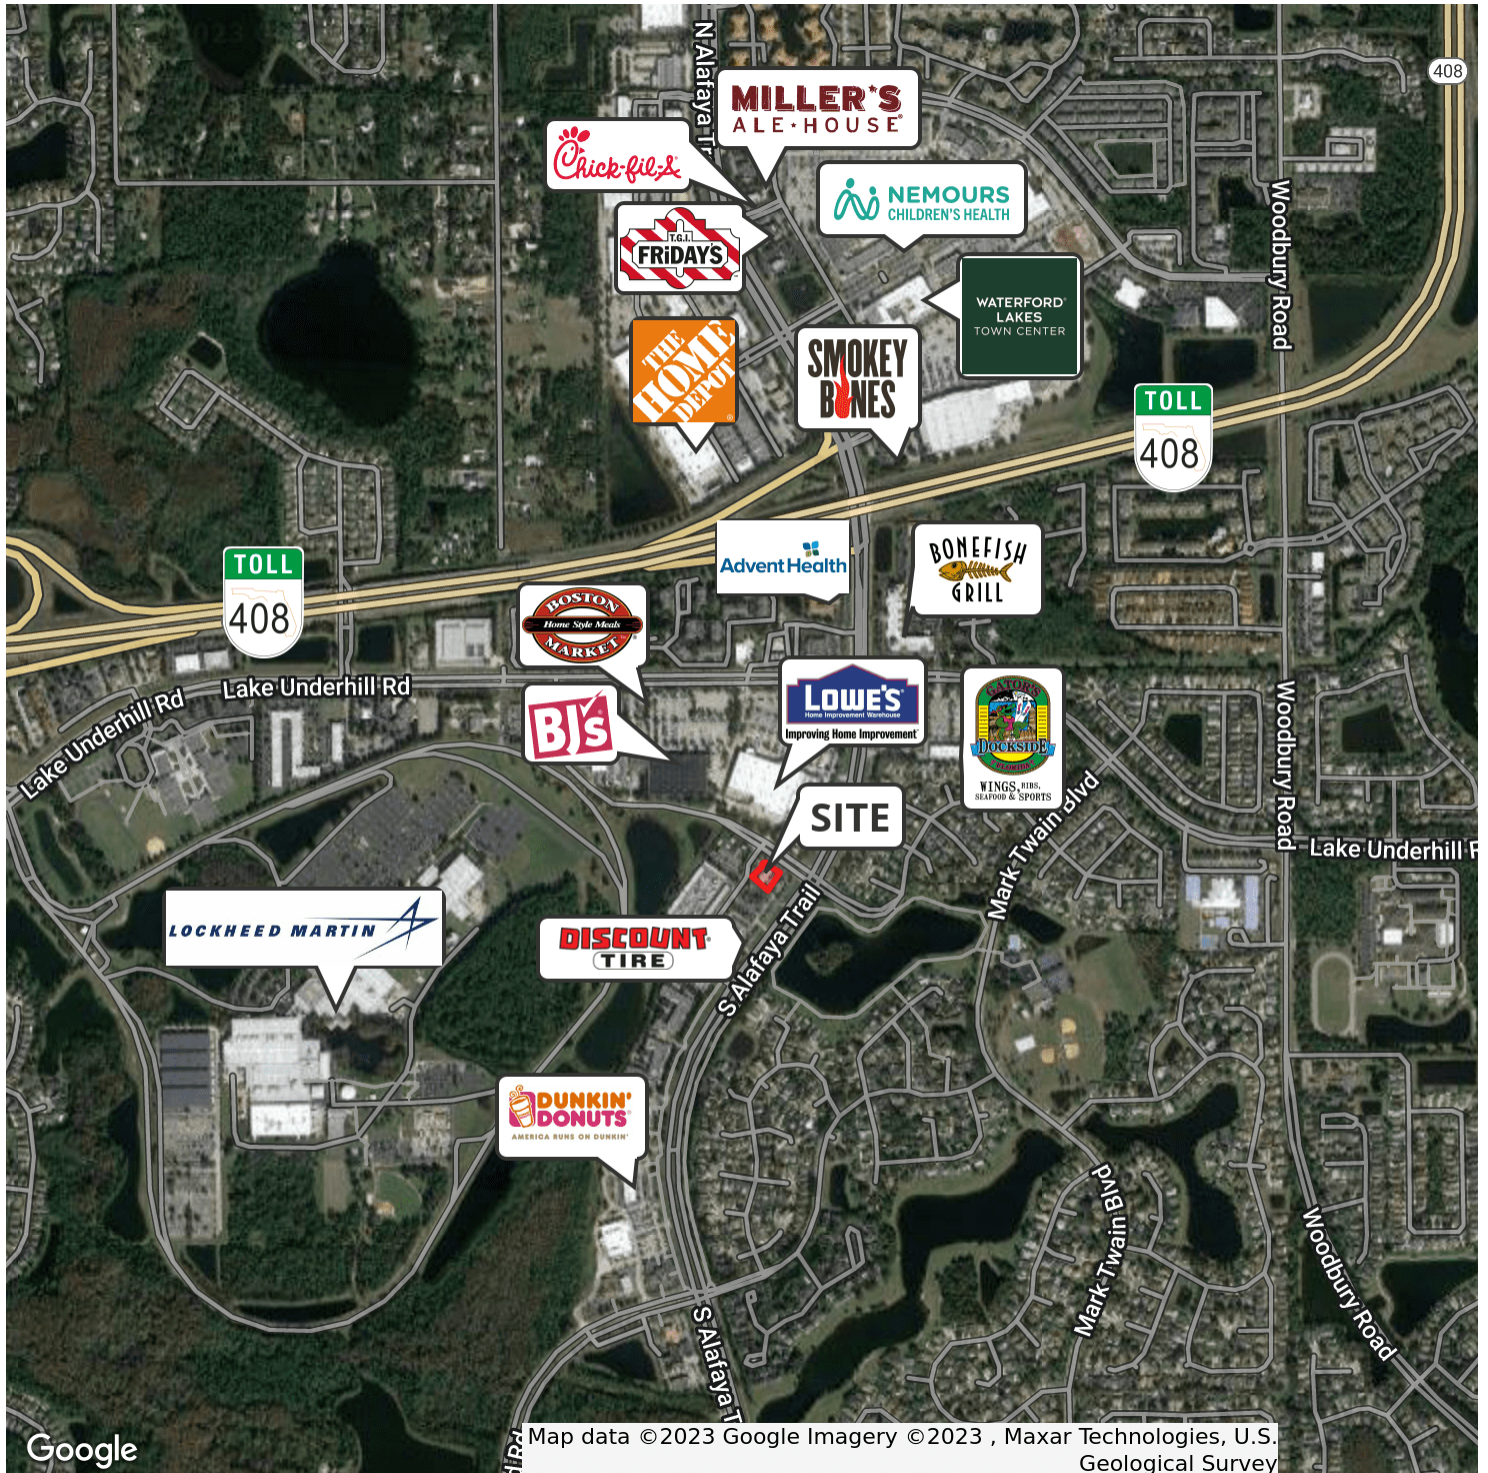 N Alafaya Tr
408
MILLER'S
ALE HOUSE
Chick-fil-A
NEMOURS
CHILDREN'S HEALTH
T.G.I.
FRiDAY'S
Woodbury Road
WATERFORD
LAKES
TOWN CENTER
THE
HOME
DEPOT
SMOKEY
BONES
TOLL
408
TOLL
408
AdventHealth
BONEFISH
GRILL
BOSTON
Home Style Meals
MARKET
Lake Underhill Rd
Lake Underhill Rd
BJ's
LOWE'S
Home Improvement Warehouse
Improving Home Improvement
GATOR'S
DOCKSIDE
FLORIDA
WINGS, RIBS,
SEAFOOD & SPORTS
Woodbury Road
SITE
Mark Twain Blvd
Lake Underhill R
LOCKHEED MARTIN
DISCOUNT
TIRE
S Alafaya Trail
DUNKIN'
DONUTS
AMERICA RUNS ON DUNKIN'
Mark Twain Blvd
Woodbury Road
S Alafaya T
d Rd
Google
Map data ©2023 Google Imagery ©2023 , Maxar Technologies, U.S.
Geological Survey